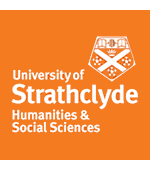 University of
Strathclyde
Humanities &
Social Sciences